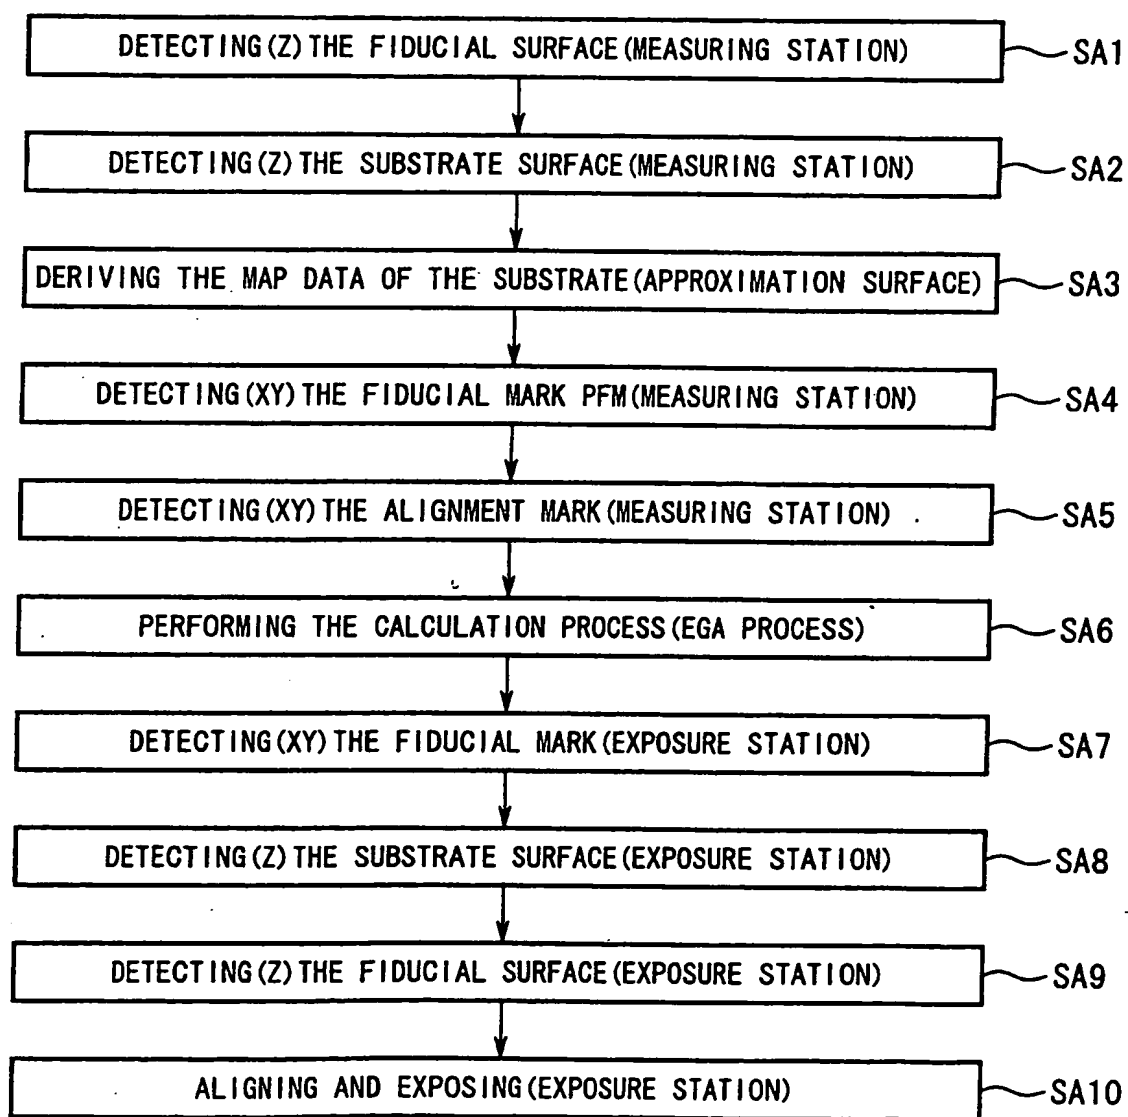 DETECTING(Z) THE FIDUCIAL SURFACE(MEASURING STATION) SA1
DETECTING(Z) THE SUBSTRATE SURFACE(MEASURING STATION) SA2
DERIVING THE MAP DATA OF THE SUBSTRATE(APPROXIMATION SURFACE) SA3
DETECTING(XY) THE FIDUCIAL MARK PFM(MEASURING STATION) SA4
DETECTING(XY) THE ALIGNMENT MARK(MEASURING STATION) SA5
PERFORMING THE CALCULATION PROCESS(EGA PROCESS) SA6
DETECTING(XY) THE FIDUCIAL MARK(EXPOSURE STATION) SA7
DETECTING(Z) THE SUBSTRATE SURFACE(EXPOSURE STATION) SA8
DETECTING(Z) THE FIDUCIAL SURFACE(EXPOSURE STATION) SA9
ALIGNING AND EXPOSING(EXPOSURE STATION) SA10